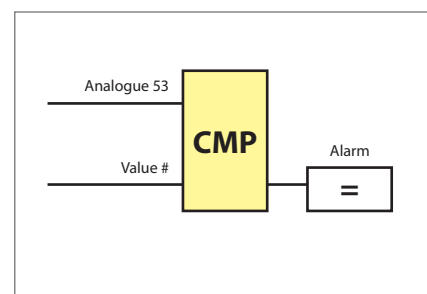 Analogue 53
CMP
Value #
Alarm
=